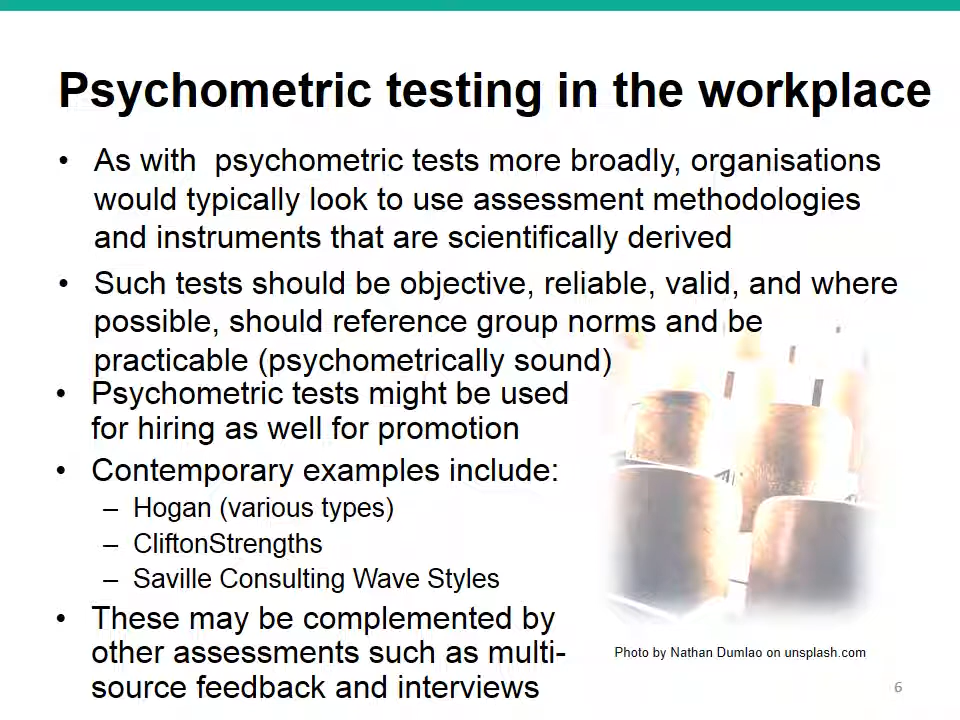 Psychometric testing in the workplace
• As with  psychometric tests more broadly, organisations
would typically look to use assessment methodologies
and instruments that are scientifically derived
• Such tests should be objective, reliable, valid, and where
possible, should reference group norms and be
practicable (psychometrically sound)
• Psychometric tests might be used
for hiring as well for promotion
• Contemporary examples include:
– Hogan (various types)
– CliftonStrengths
– Saville Consulting Wave Styles
• These may be complemented by
other assessments such as multi-
source feedback and interviews
Photo by Nathan Dumlao on unsplash.com
6